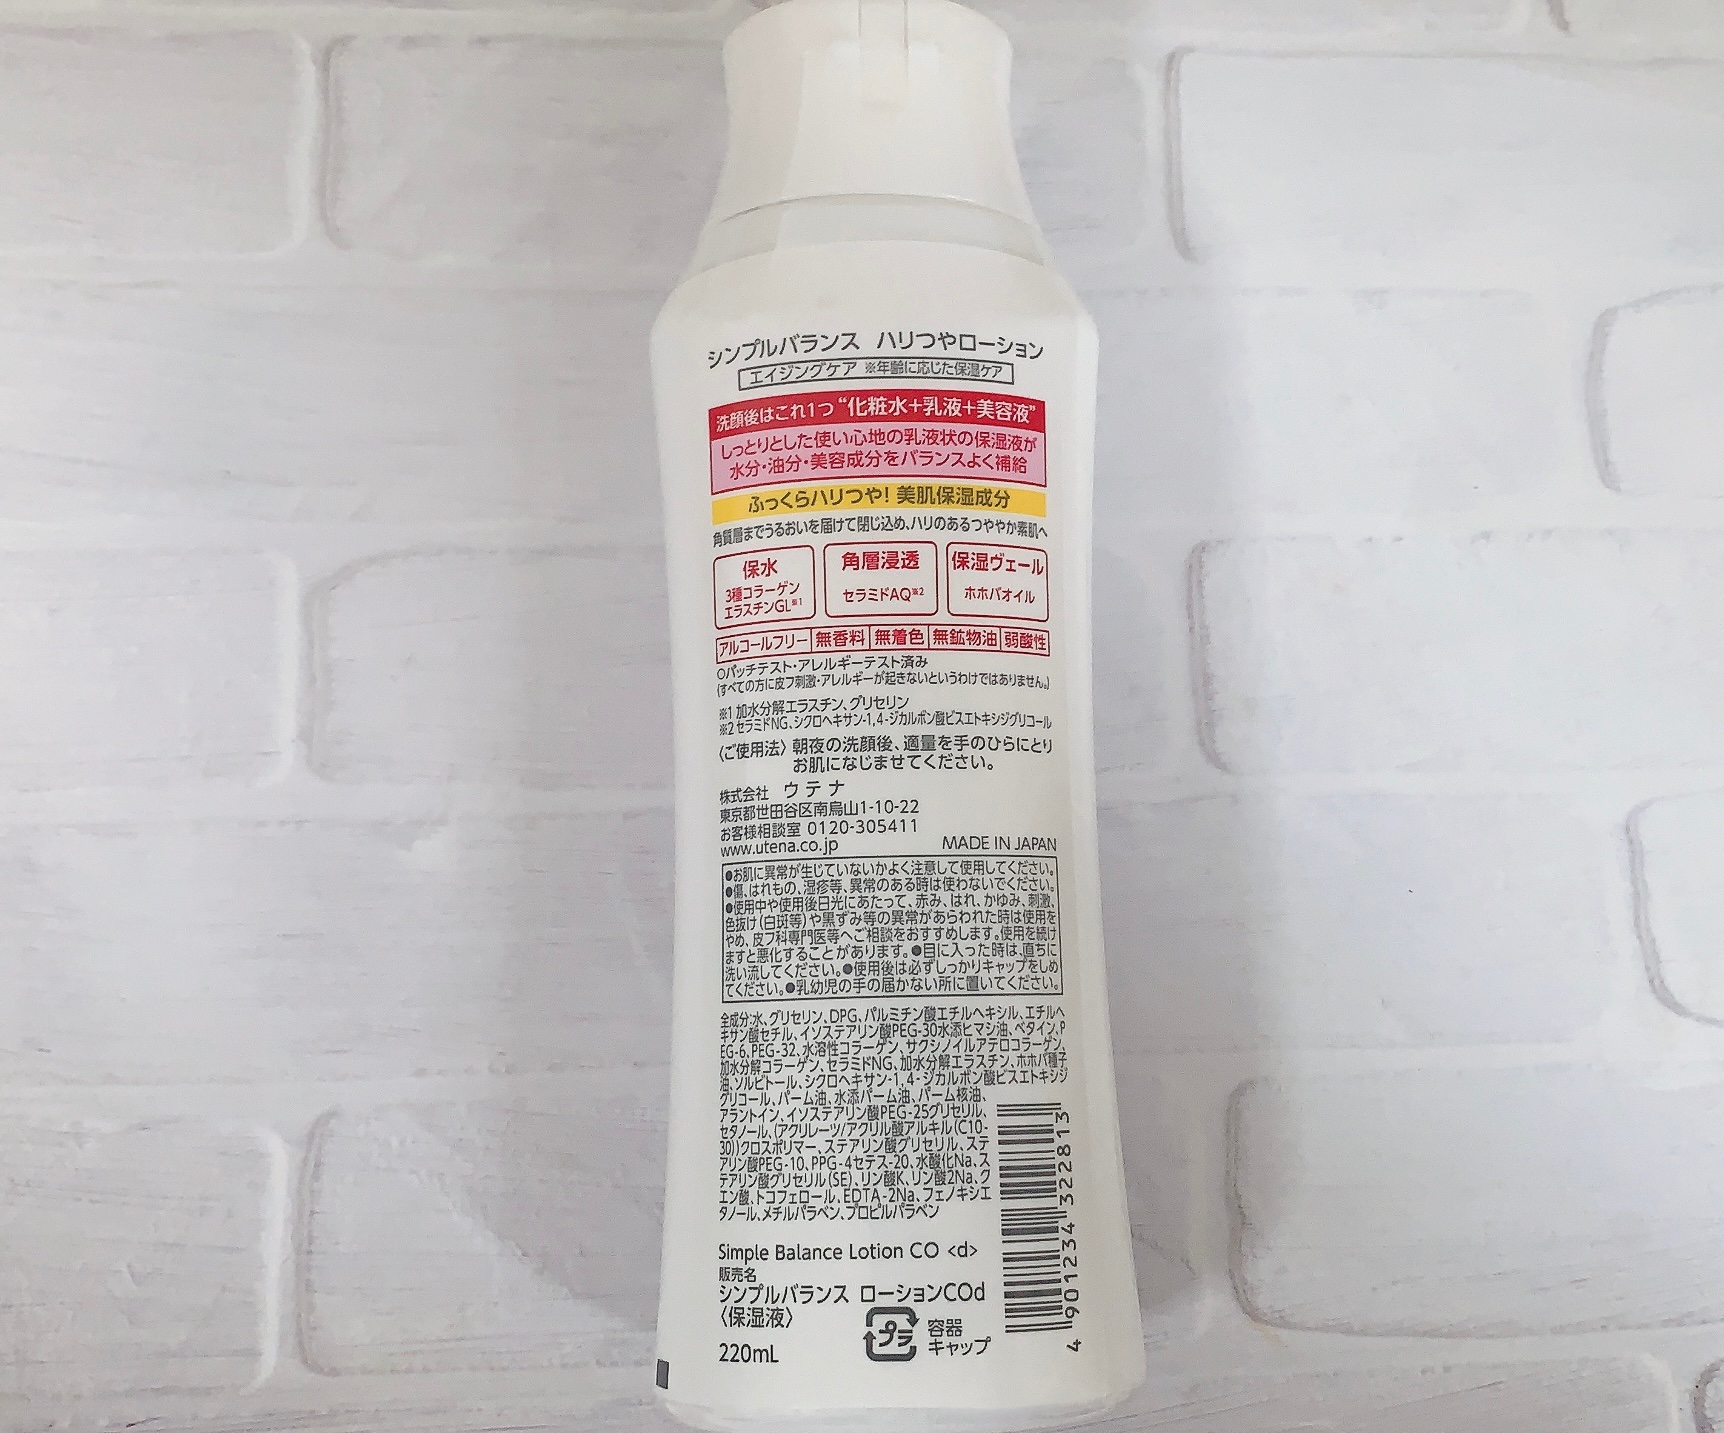 シンプルバランス ハリつやローション
エイジングケア ※年齢に応じた保湿ケア
洗顔後はこれ1つ“化粧水+乳液+美容液”
しっとりとした使い心地の乳液状の保湿液が
水分・油分・美容成分をバランスよく補給
ふっくらハリつや!美肌保湿成分
角質層までうるおいを届けて閉じ込め、ハリのあるつややか素肌へ
保水
3種コラーゲン
エラスチンGL※1
角層浸透
セラミドAQ※2
保湿ヴェール
ホホバオイル
アルコールフリー 無香料 無着色 無鉱物油 弱酸性
○パッチテスト・アレルギーテスト済み
(すべての方に皮フ刺激・アレルギーが起きないというわけではありません。)
※1 加水分解エラスチン、グリセリン
※2 セラミドNG、シクロヘキサン-1,4-ジカルボン酸ビスエトキシジグリコール
〈ご使用法〉朝夜の洗顔後、適量を手のひらにとり
お肌になじませてください。
株式会社 ウテナ
東京都世田谷区南烏山1-10-22
お客様相談室 0120-305411
www.utena.co.jp MADE IN JAPAN
●お肌に異常が生じていないかよく注意して使用してください。
●傷、はれもの、湿疹等、異常のある時は使わないでください。
●使用中や使用後日光にあたって、赤み、はれ、かゆみ、刺激、
色抜け(白斑等)や黒ずみ等の異常があらわれた時は使用を
やめ、皮フ科専門医等へご相談をおすすめします。使用を続け
ますと悪化することがあります。●目に入った時は、直ちに
洗い流してください。●使用後は必ずしっかりキャップをしめ
てください。●乳幼児の手の届かない所に置いてください。
全成分:水、グリセリン、DPG、パルミチン酸エチルヘキシル、エチルヘ
キサン酸セチル、イソステアリン酸PEG-30水添ヒマシ油、ベタイン、P
EG-6、PEG-32、水溶性コラーゲン、サクシノイルアテロコラーゲン、
加水分解コラーゲン、セラミドNG、加水分解エラスチン、ホホバ種子
油、ソルビトール、シクロヘキサン-1,4-ジカルボン酸ビスエトキシジ
グリコール、パーム油、水添パーム油、パーム核油、
アラントイン、イソステアリン酸PEG-25グリセリル、
セタノール、(アクリレーツ/アクリル酸アルキル(C10-
30))クロスポリマー、ステアリン酸グリセリル、ステ
アリン酸PEG-10、PPG-4セテス-20、水酸化Na、ス
テアリン酸グリセリル(SE)、リン酸K、リン酸2Na、ク
エン酸、トコフェロール、EDTA-2Na、フェノキシエ
タノール、メチルパラベン、プロピルパラベン
Simple Balance Lotion CO <d>
販売名
シンプルバランス ローションCOd
〈保湿液〉
220mL
プラ
容器
キャップ
4 901234 322813